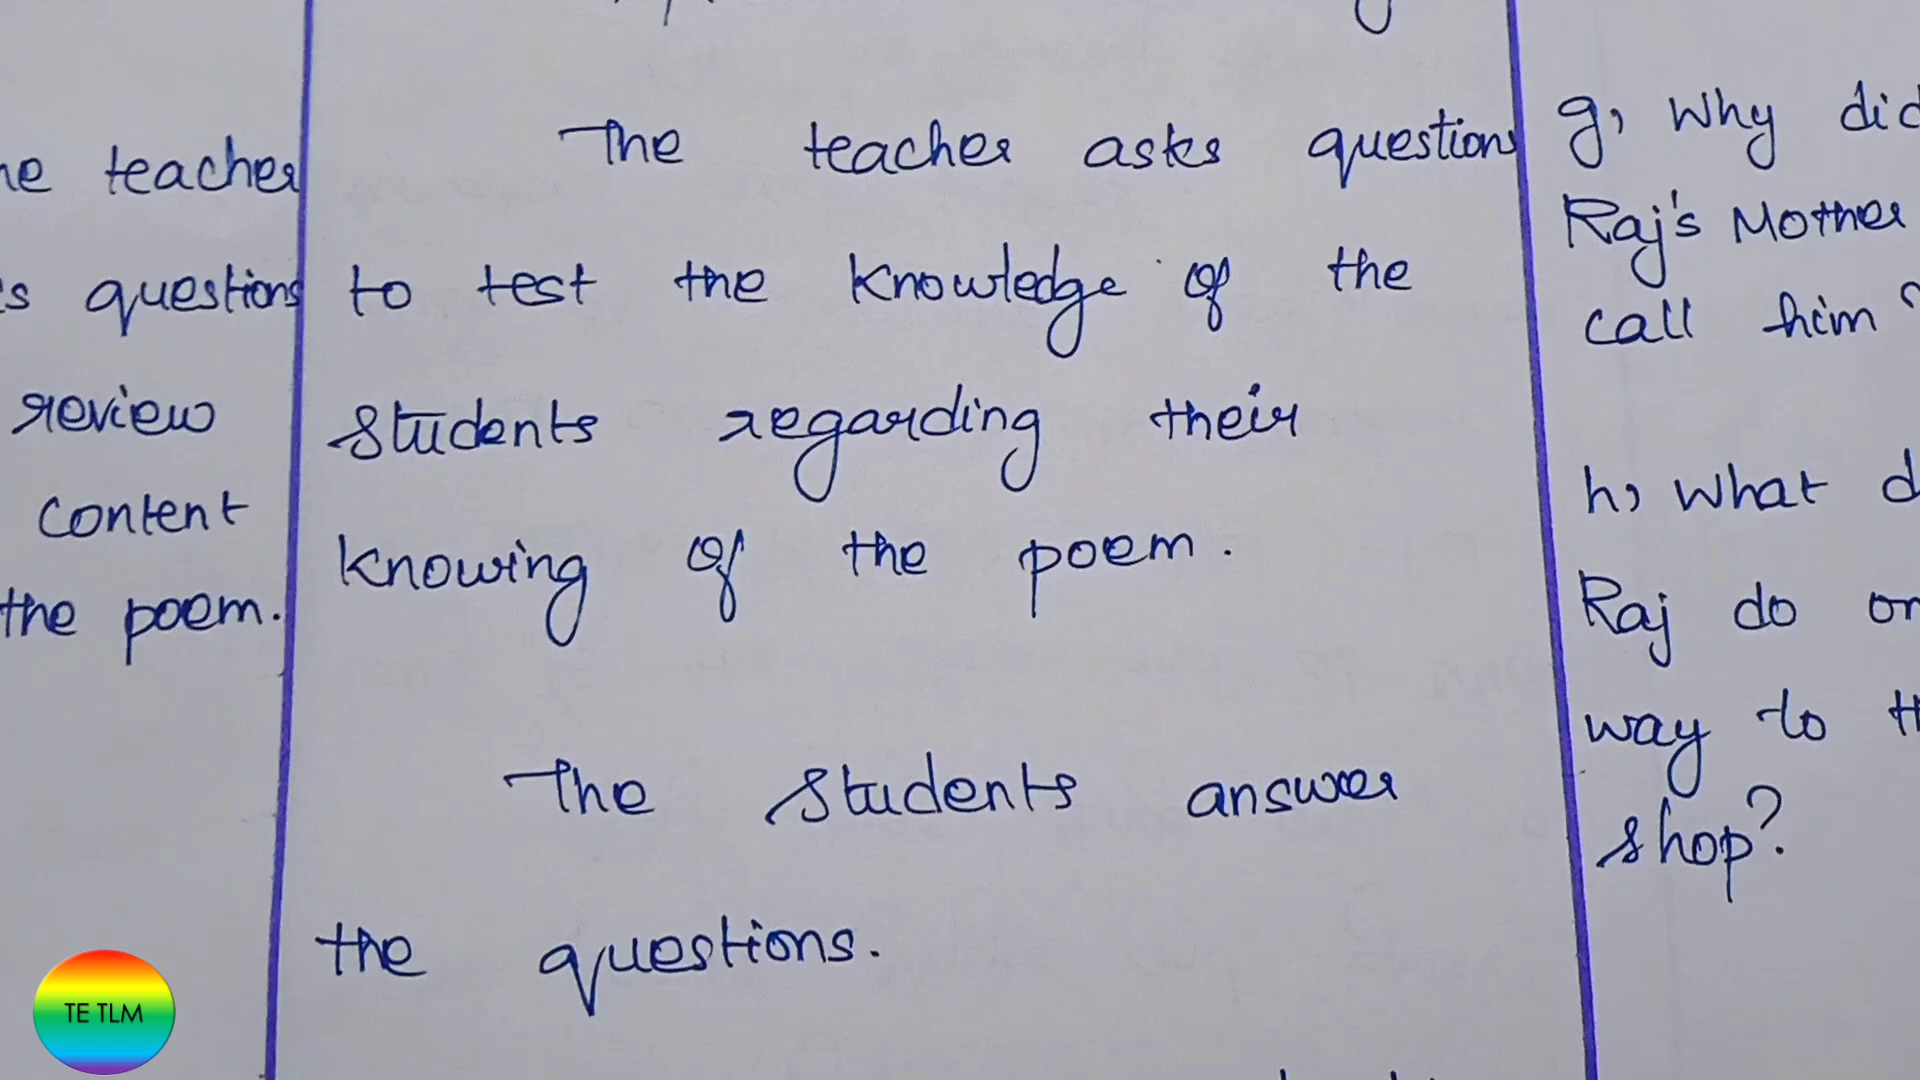 teacher
questions
review
content
the poem.
The teacher asks questions
to test the knowledge of the
students regarding their
knowing of the poem.
The students answer
the questions.
g, Why did
Raj's Mother
call him?
h, What
Raj do on
way to
shop?
TE TLM